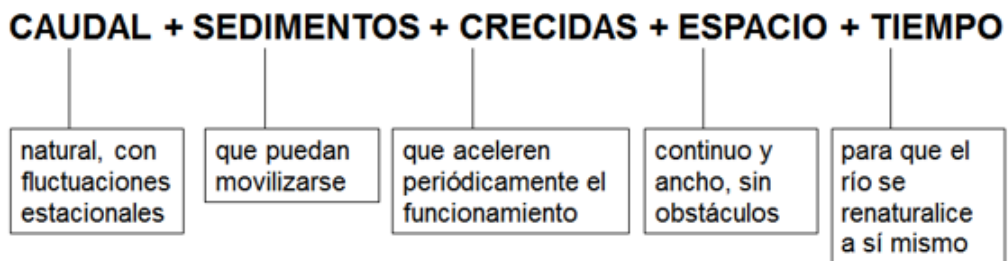 CAUDAL + SEDIMENTOS + CRECIDAS + ESPACIO + TIEMPO
natural, con
fluctuaciones
estacionales
que puedan
movilizarse
que aceleren
periódicamente el
funcionamiento
continuo y
ancho, sin
obstáculos
para que el
río se
renaturalice
a sí mismo